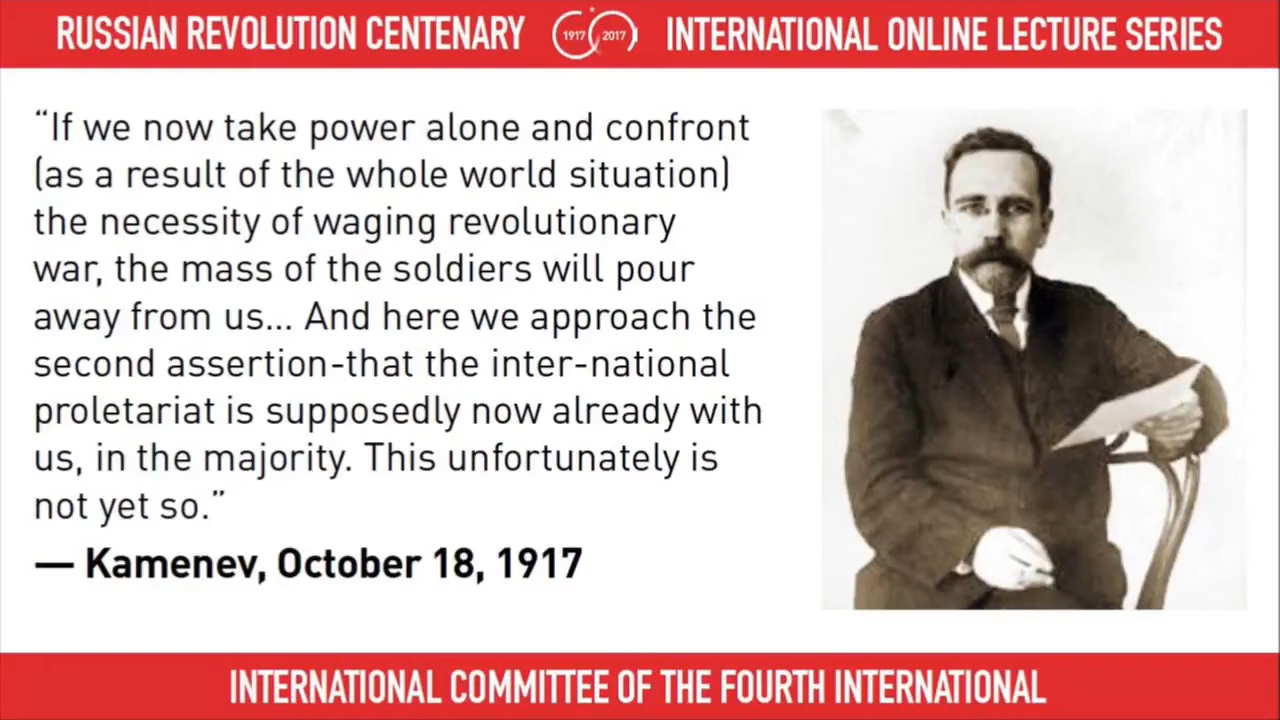 RUSSIAN REVOLUTION CENTENARY 1917 2017 INTERNATIONAL ONLINE LECTURE SERIES
“If we now take power alone and confront
(as a result of the whole world situation)
the necessity of waging revolutionary
war, the mass of the soldiers will pour
away from us... And here we approach the
second assertion-that the inter-national
proletariat is supposedly now already with
us, in the majority. This unfortunately is
not yet so.”
— Kamenev, October 18, 1917
INTERNATIONAL COMMITTEE OF THE FOURTH INTERNATIONAL